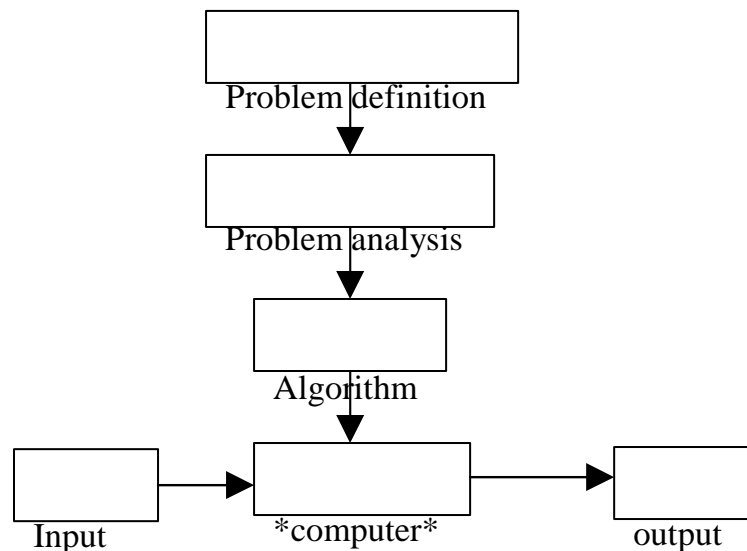 Problem definition
Problem analysis
Algorithm
Input
*computer*
output